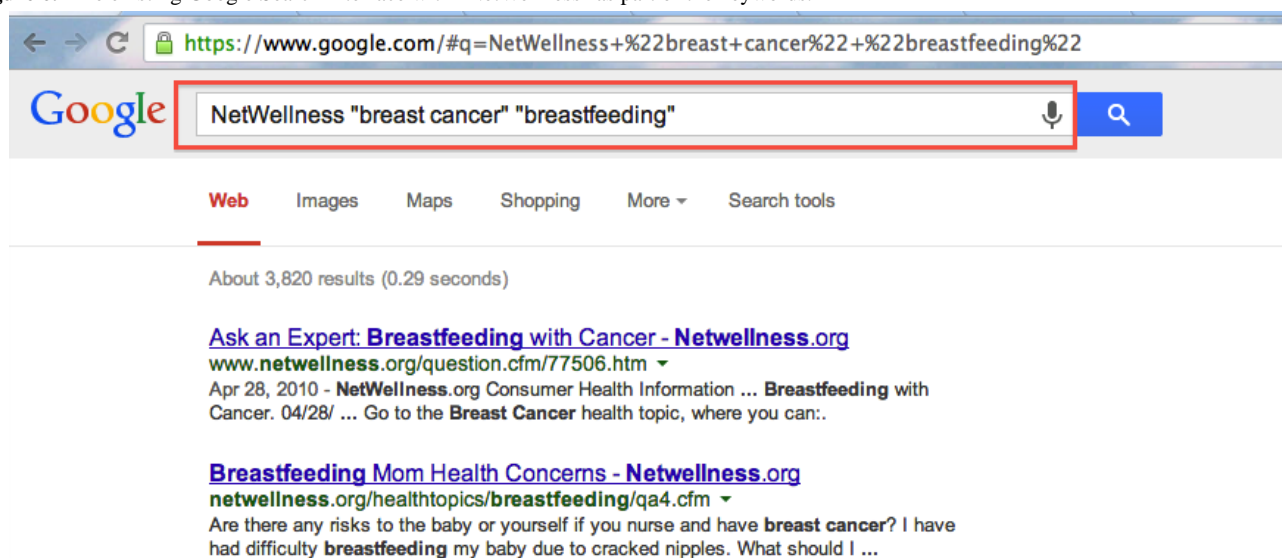 https://www.google.com/#q=NetWellness+%22breast+cancer%22+%22breastfeeding%22
Google
NetWellness "breast cancer" "breastfeeding"
Web Images Maps Shopping More Search tools
About 3,820 results (0.29 seconds)
Ask an Expert: Breastfeeding with Cancer - Netwellness.org
www.netwellness.org/question.cfm/77506.htm
Apr 28, 2010 - NetWellness.org Consumer Health Information ... Breastfeeding with
Cancer. 04/28/ ... Go to the Breast Cancer health topic, where you can:.
Breastfeeding Mom Health Concerns - Netwellness.org
netwellness.org/healthtopics/breastfeeding/qa4.cfm
Are there any risks to the baby or yourself if you nurse and have breast cancer? I have
had difficulty breastfeeding my baby due to cracked nipples. What should I ...